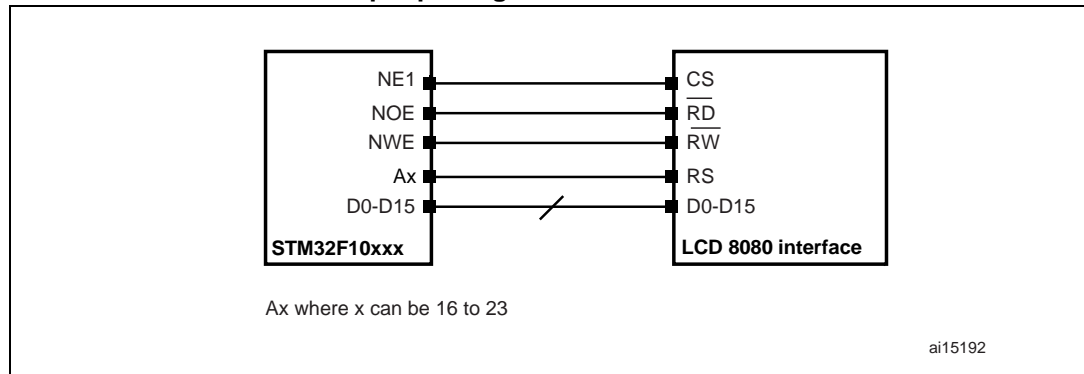 NE1
NOE
NWE
Ax
D0-D15
STM32F10xxx
CS
RD
RW
RS
D0-D15
LCD 8080 interface
Ax where x can be 16 to 23
ai15192